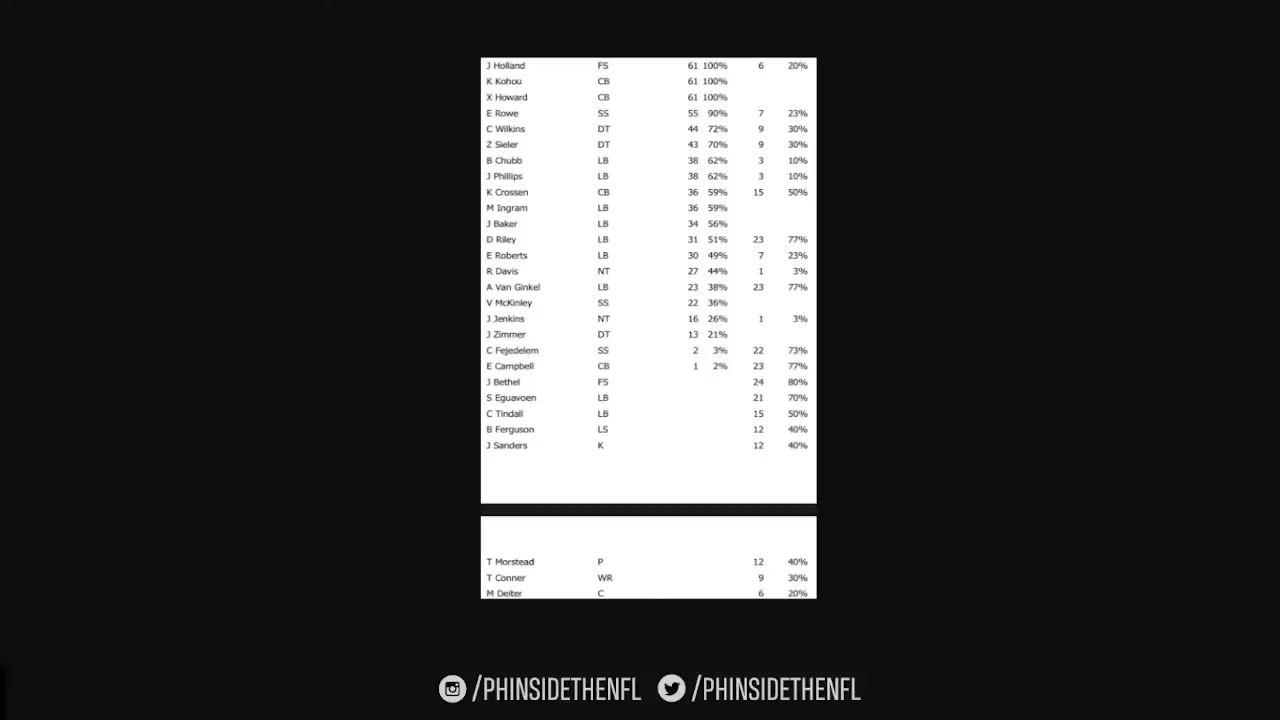 J Holland FS 61 100% 6 20%
K Kohou CB 61 100%
X Howard CB 61 100%
E Rowe SS 55 90% 7 23%
C Wilkins DT 44 72% 9 30%
Z Sieler DT 43 70% 9 30%
B Chubb LB 38 62% 3 10%
J Phillips LB 38 62% 3 10%
K Crossen CB 36 59% 15 50%
M Ingram LB 36 59%
J Baker LB 34 56%
D Riley LB 31 51% 23 77%
E Roberts LB 30 49% 7 23%
R Davis NT 27 44% 1 3%
A Van Ginkel LB 23 38% 23 77%
V McKinley SS 22 36%
J Jenkins NT 16 26% 1 3%
J Zimmer DT 13 21%
C Fejedelem SS 2 3% 22 73%
E Campbell CB 1 2% 23 77%
J Bethel FS 24 80%
S Eguavoen LB 21 70%
C Tindall LB 15 50%
B Ferguson LS 12 40%
J Sanders K 12 40%
T Morstead P 12 40%
T Conner WR 9 30%
M Deiter C 6 20%
/PHINSIDETHENFL /PHINSIDETHENFL